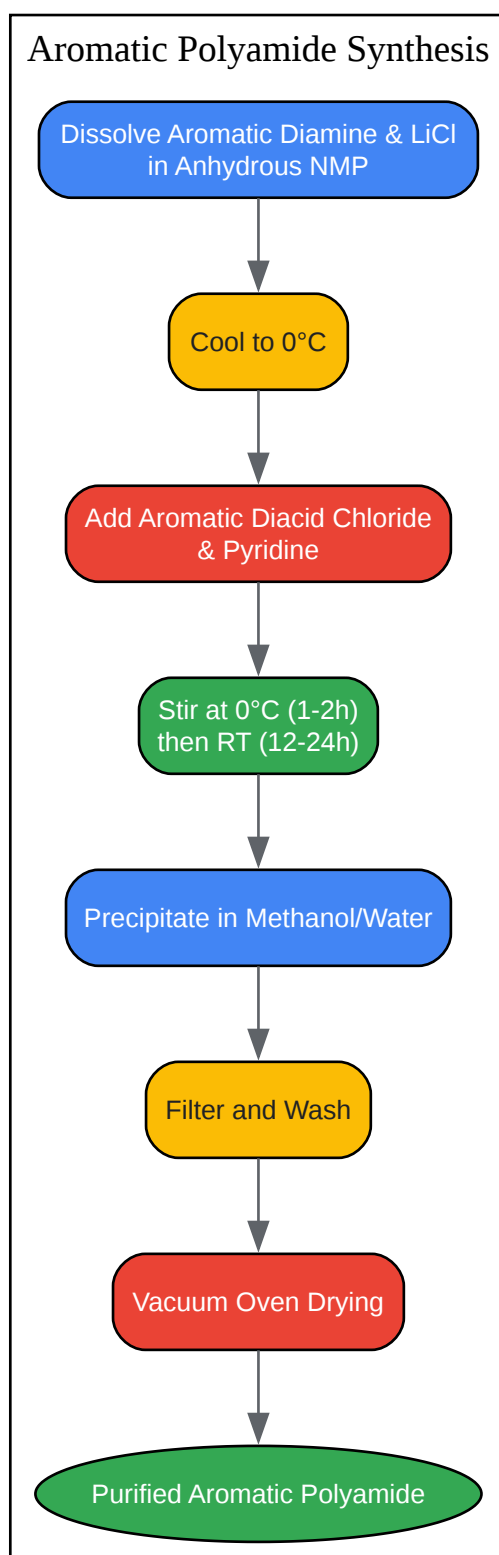 Aromatic Polyamide Synthesis
Dissolve Aromatic Diamine & LiCl
in Anhydrous NMP
Cool to 0°C
Add Aromatic Diacid Chloride
& Pyridine
Stir at 0°C (1-2h)
then RT (12-24h)
Precipitate in Methanol/Water
Filter and Wash
Vacuum Oven Drying
Purified Aromatic Polyamide